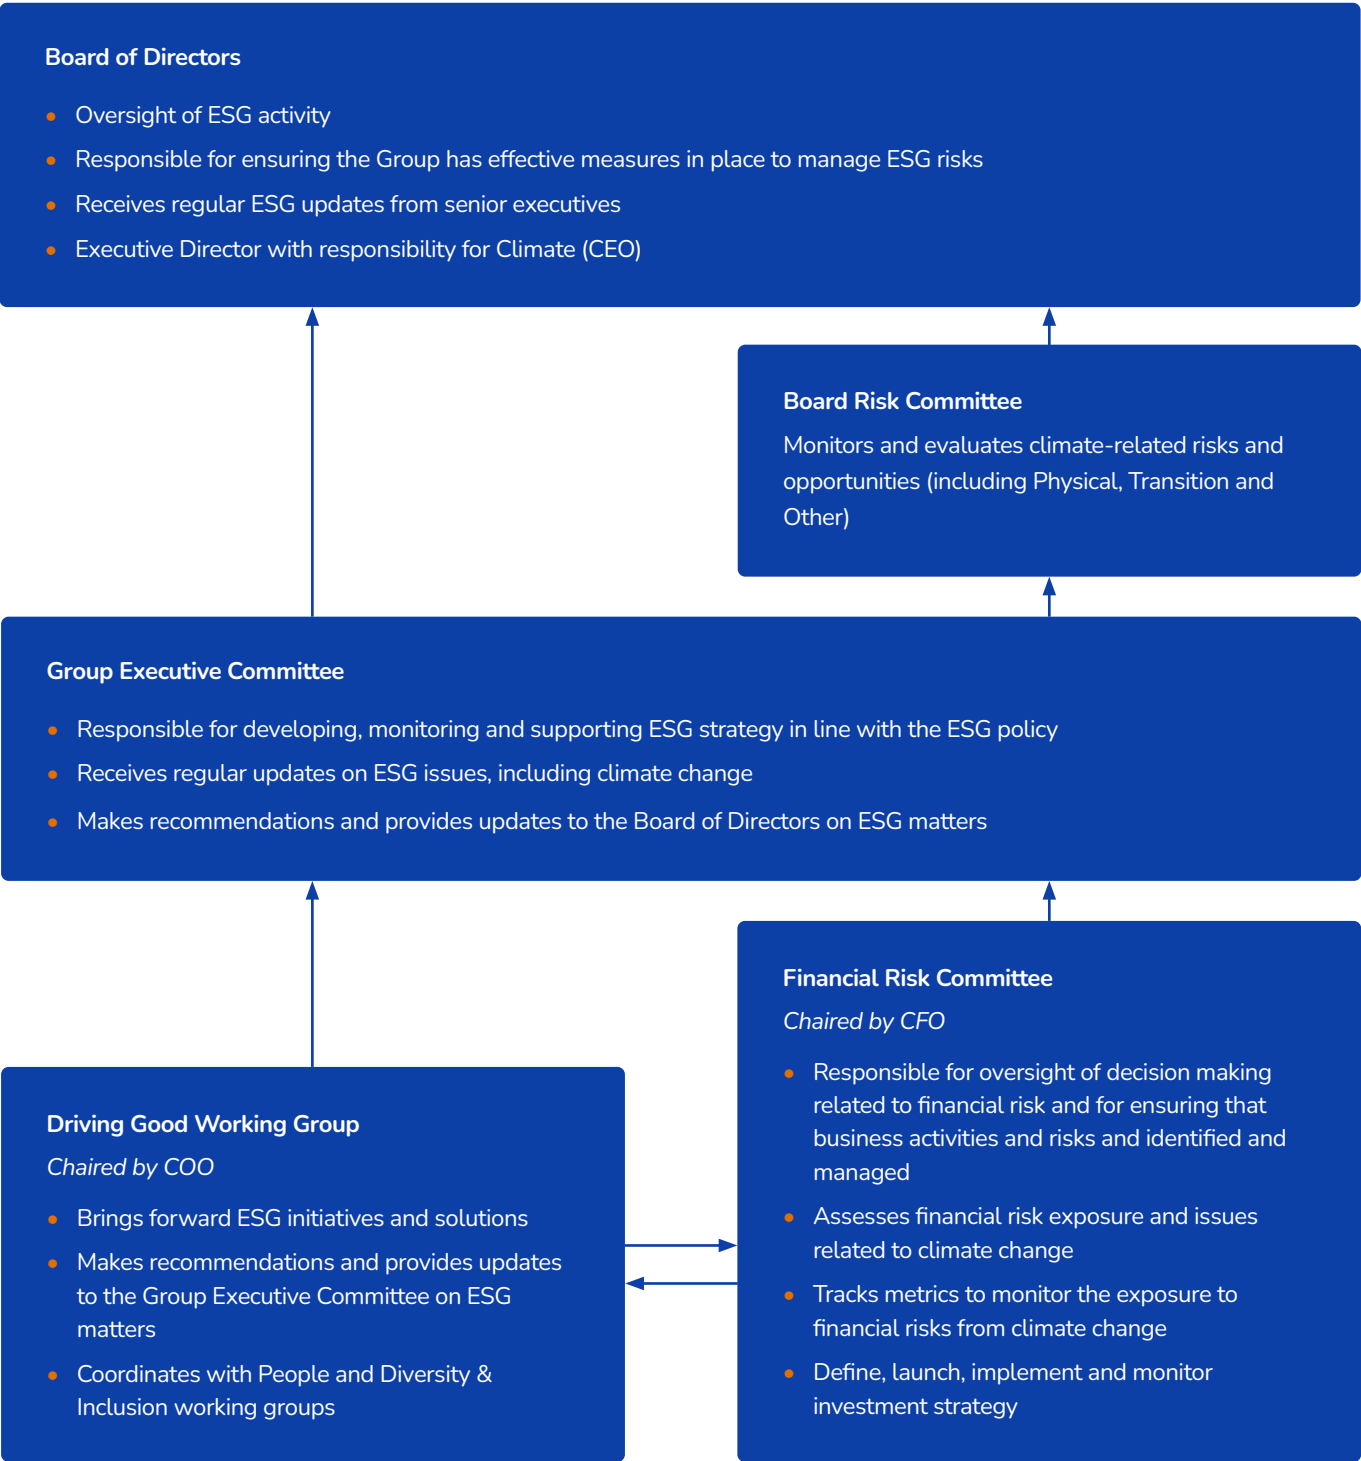 Board of Directors
• Oversight of ESG activity
• Responsible for ensuring the Group has effective measures in place to manage ESG risks
• Receives regular ESG updates from senior executives
• Executive Director with responsibility for Climate (CEO)
Board Risk Committee
Monitors and evaluates climate-related risks and
opportunities (including Physical, Transition and
Other)
Group Executive Committee
• Responsible for developing, monitoring and supporting ESG strategy in line with the ESG policy
• Receives regular updates on ESG issues, including climate change
• Makes recommendations and provides updates to the Board of Directors on ESG matters
Driving Good Working Group
Chaired by COO
• Brings forward ESG initiatives and solutions
• Makes recommendations and provides updates
to the Group Executive Committee on ESG
matters
• Coordinates with People and Diversity &
Inclusion working groups
Financial Risk Committee
Chaired by CFO
• Responsible for oversight of decision making
related to financial risk and for ensuring that
business activities and risks and identified and
managed
• Assesses financial risk exposure and issues
related to climate change
• Tracks metrics to monitor the exposure to
financial risks from climate change
• Define, launch, implement and monitor
investment strategy